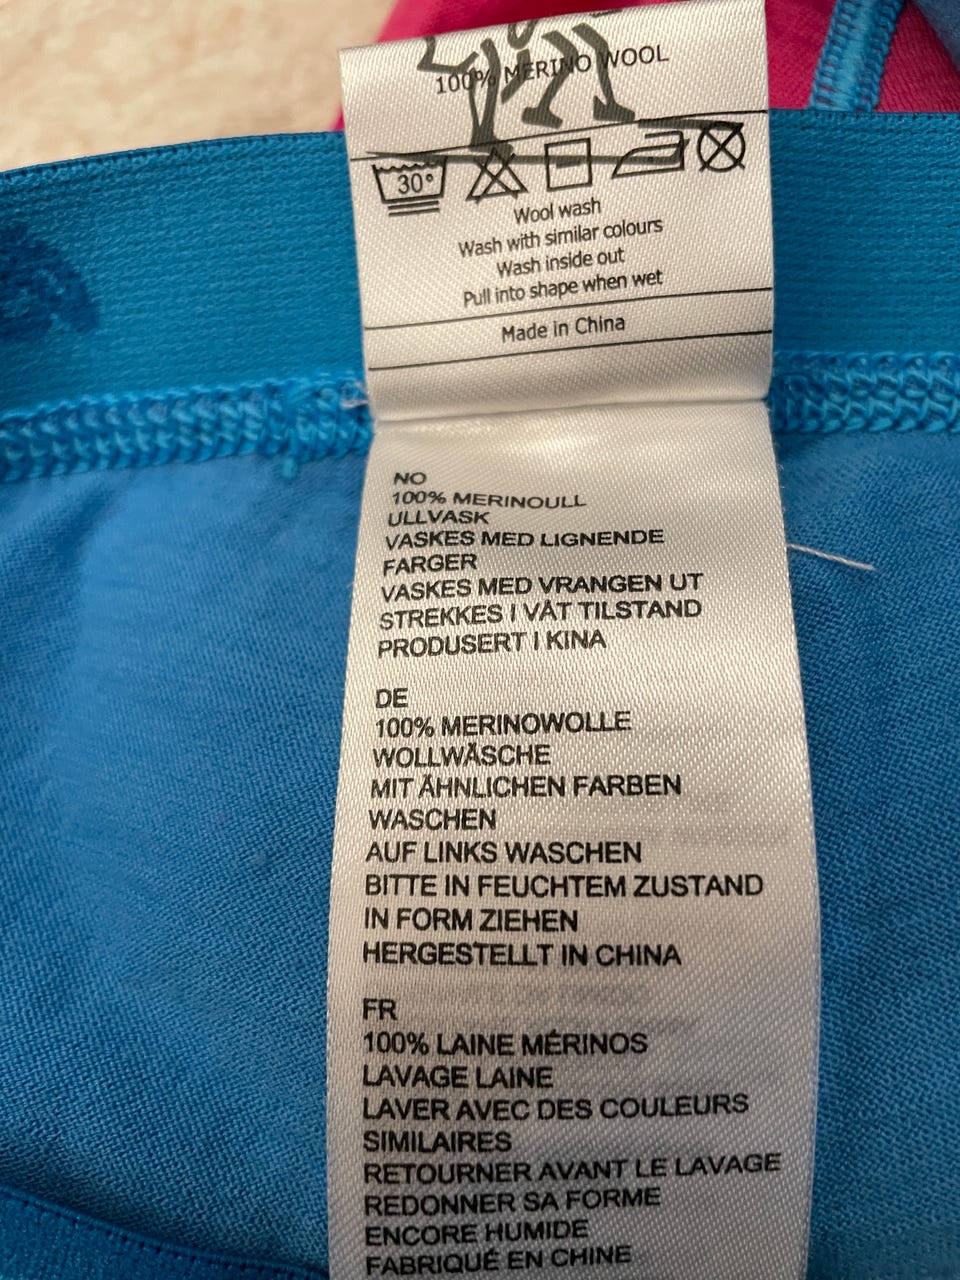 100% MERINO WOOL
30°
Wool wash
Wash with similar colours
Wash inside out
Pull into shape when wet
Made in China
NO
100% MERINOULL
ULLVASK
VASKES MED LIGNENDE
FARGER
VASKES MED VRANGEN UT
STREKKES I VÅT TILSTAND
PRODUSERT I KINA
DE
100% MERINOWOLLE
WOLLWÄSCHE
MIT ÄHNLICHEN FARBEN
WASCHEN
AUF LINKS WASCHEN
BITTE IN FEUCHTEM ZUSTAND
IN FORM ZIEHEN
HERGESTELLT IN CHINA
FR
100% LAINE MÉRINOS
LAVAGE LAINE
LAVER AVEC DES COULEURS
SIMILAIRES
RETOURNER AVANT LE LAVAGE
REDONNER SA FORME
ENCORE HUMIDE
FABRIQUÉ EN CHINE